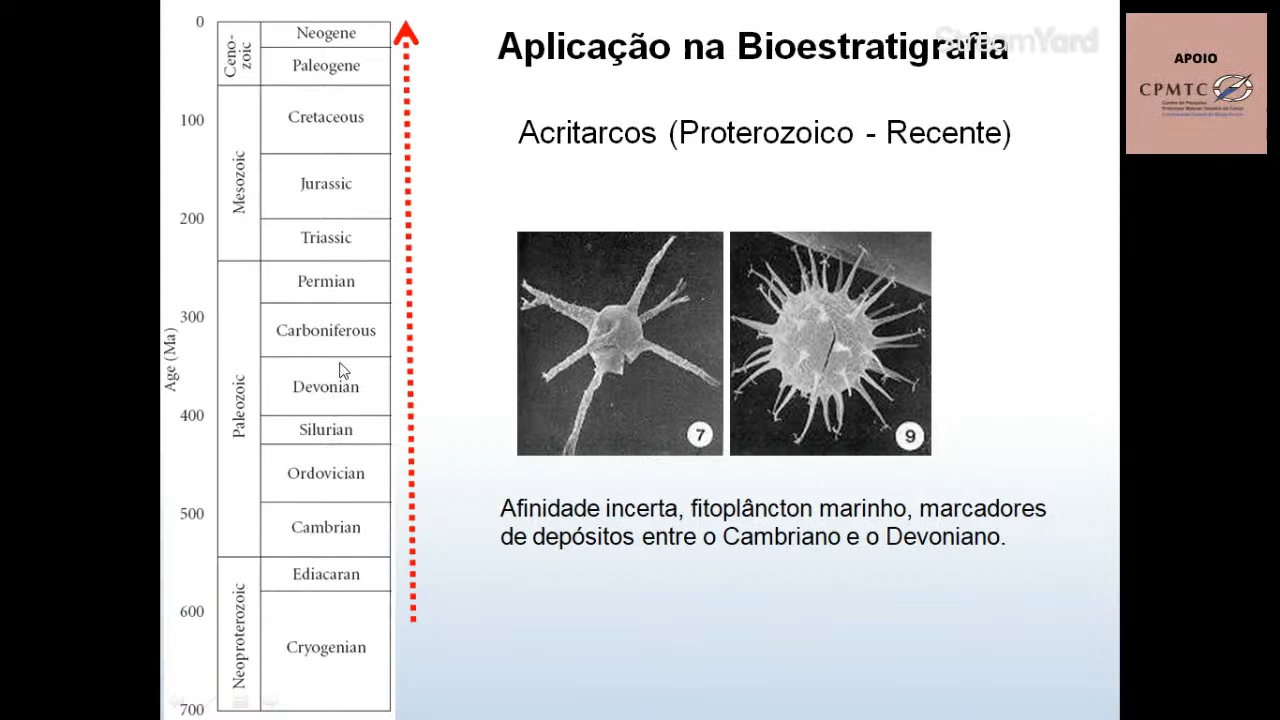 Aplicação na Bioestratigrafia
StreamYard
APOIO
CPMTC
Acritarcos (Proterozoico - Recente)
0
100
200
300
400
500
600
700
Age (Ma)
Ceno-
zoic
Mesozoic
Paleozoic
Neoproterozoic
Neogene
Paleogene
Cretaceous
Jurassic
Triassic
Permian
Carboniferous
Devonian
Silurian
Ordovician
Cambrian
Ediacaran
Cryogenian
7
9
Afinidade incerta, fitoplâncton marinho, marcadores
de depósitos entre o Cambriano e o Devoniano.